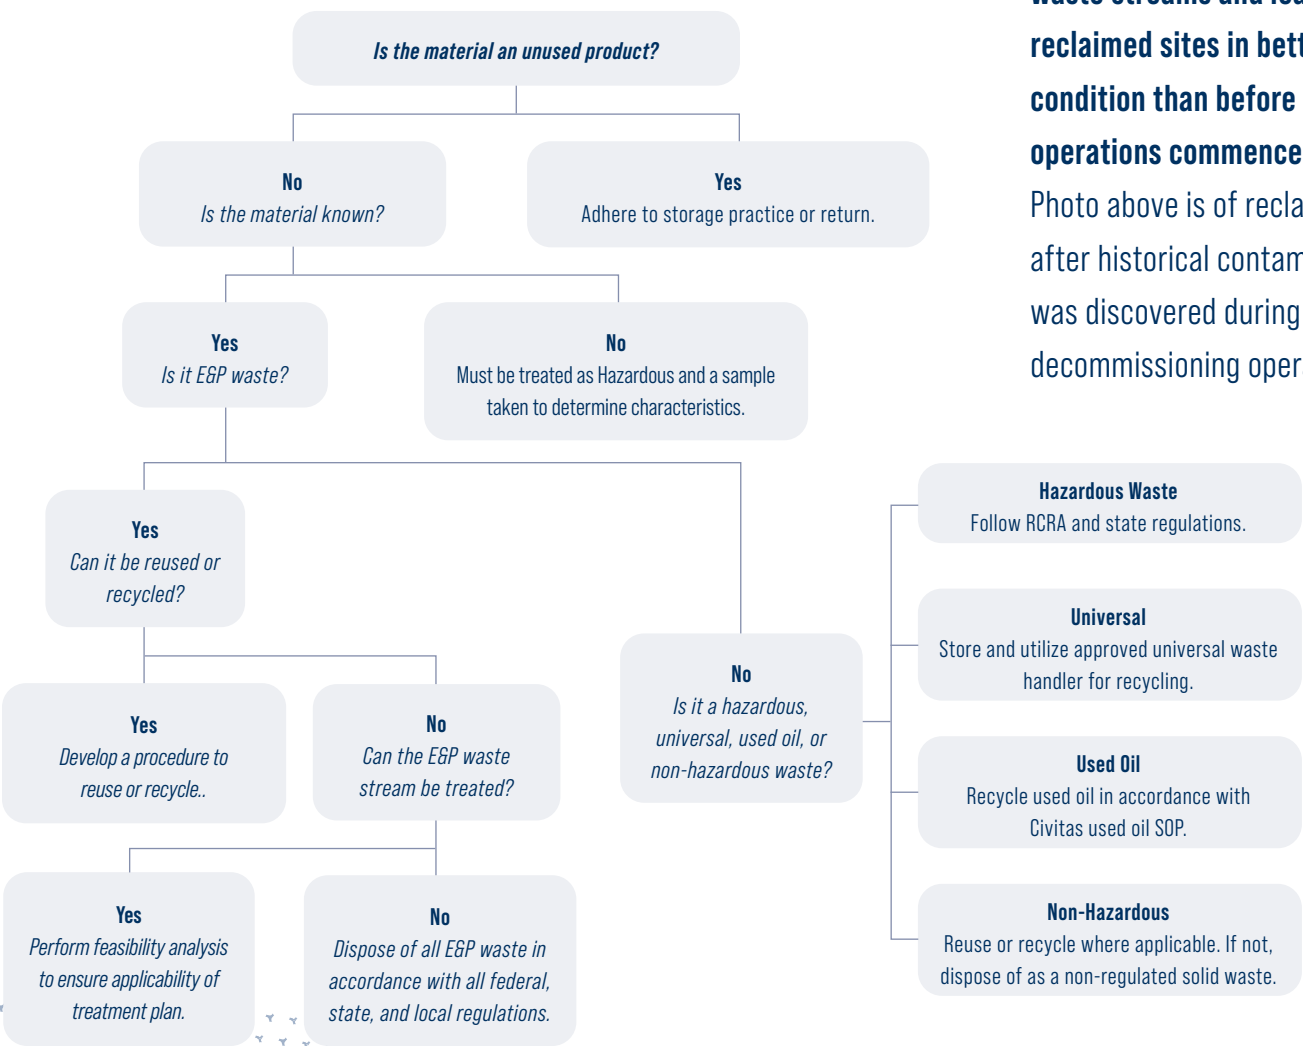 Is the material an unused product?
No
Is the material known?
Yes
Adhere to storage practice or return.
Yes
Is it E&P waste?
No
Must be treated as Hazardous and a sample
taken to determine characteristics.
Yes
Can it be reused or
recycled?
No
Is it a hazardous,
universal, used oil, or
non-hazardous waste?
Yes
Develop a procedure to
reuse or recycle..
No
Can the E&P waste
stream be treated?
Yes
Perform feasibility analysis
to ensure applicability of
treatment plan.
No
Dispose of all E&P waste in
accordance with all federal,
state, and local regulations.
Hazardous Waste
Follow RCRA and state regulations.
Universal
Store and utilize approved universal waste
handler for recycling.
Used Oil
Recycle used oil in accordance with
Civitas used oil SOP.
Non-Hazardous
Reuse or recycle where applicable. If not,
dispose of as a non-regulated solid waste.
waste streams and
reclaimed sites in
condition than before
operations
Photo above is of
after historical
was discovered during
decommissioning